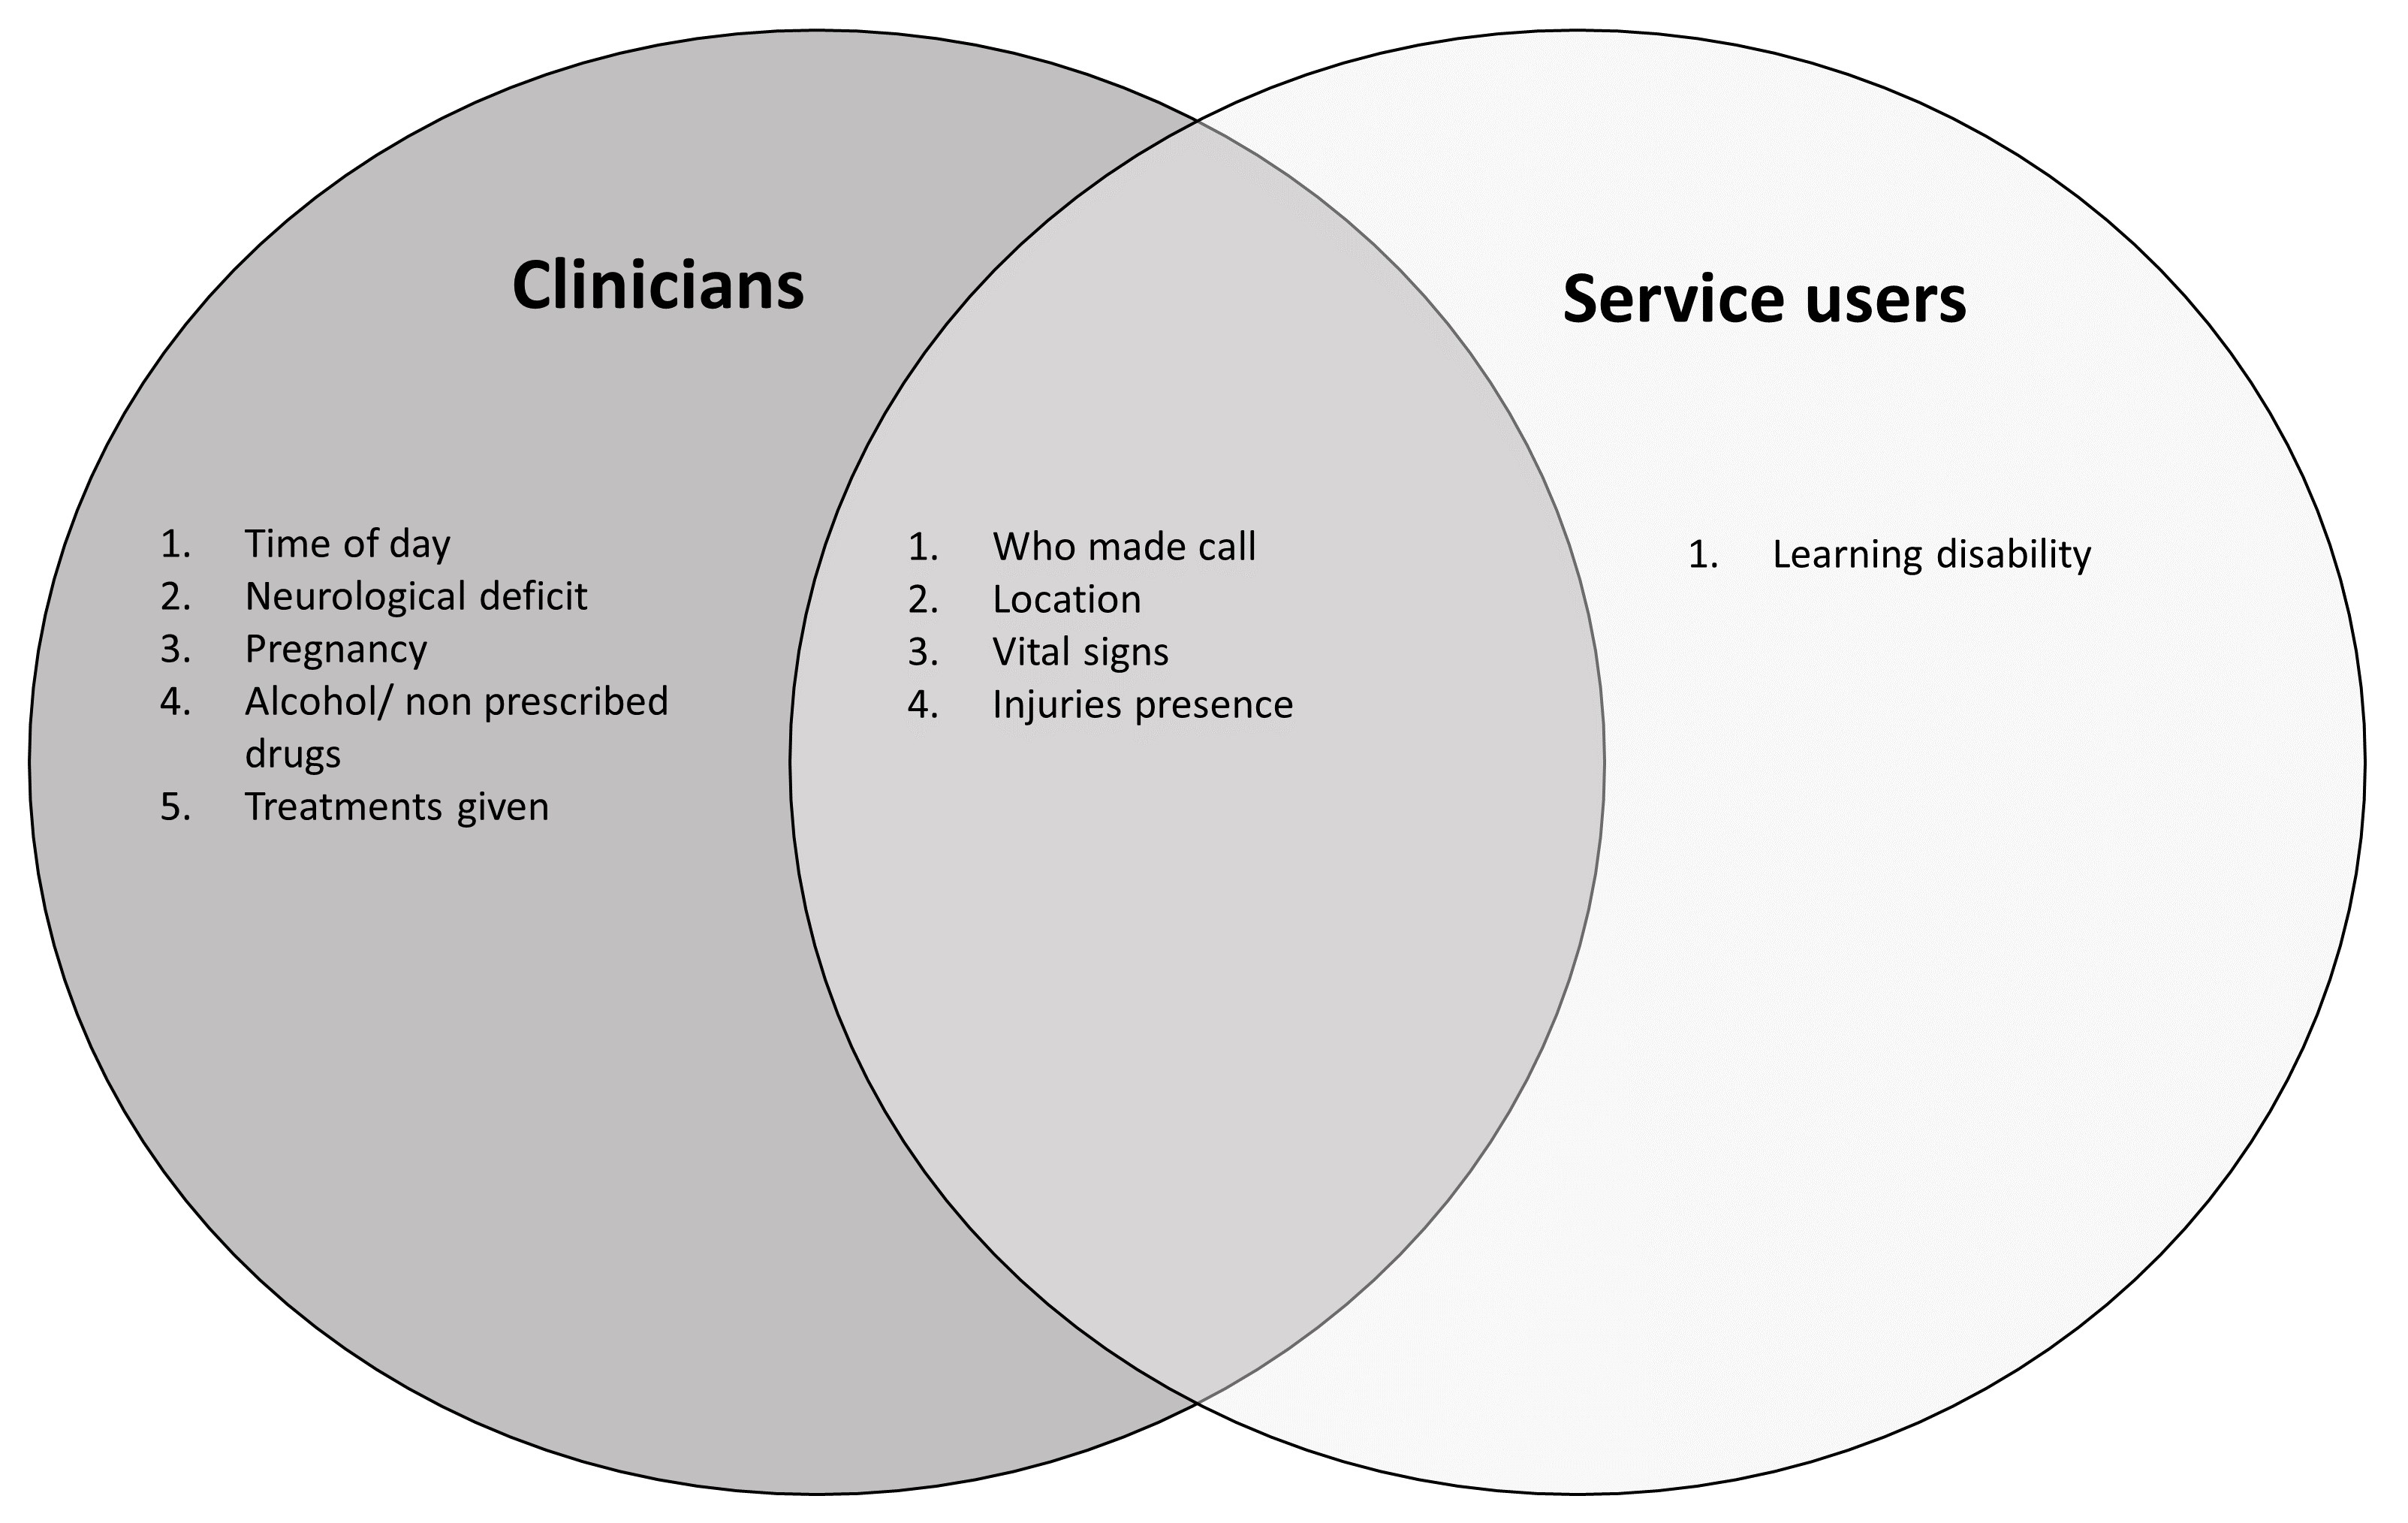 Clinicians
1. Time of day
2. Neurological deficit
3. Pregnancy
4. Alcohol/ non prescribed
drugs
5. Treatments given
1. Who made call
2. Location
3. Vital signs
4. Injuries presence
Service users
1. Learning disability